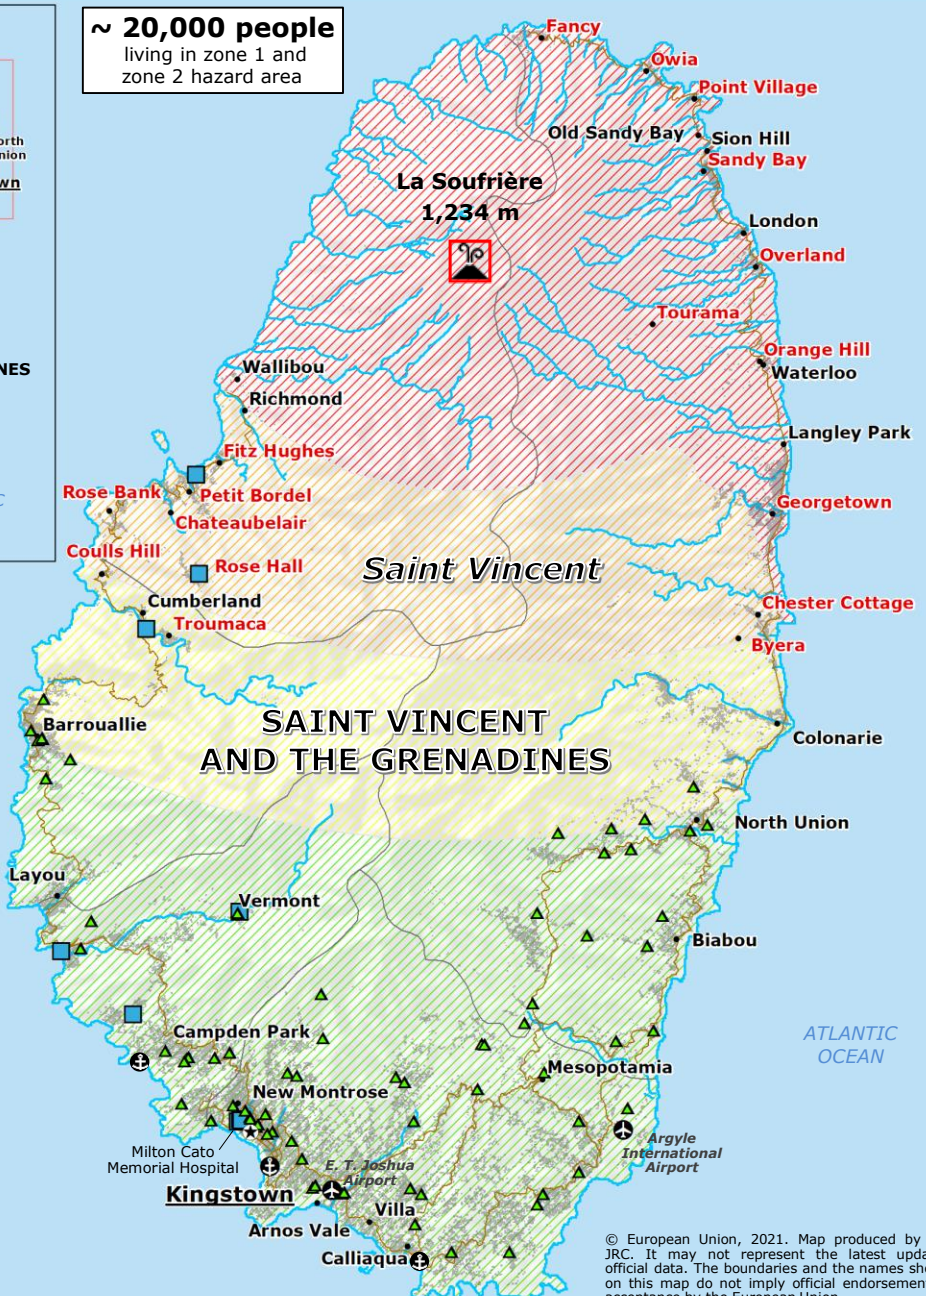 ~ 20,000 people
living in zone 1 and
zone 2 hazard area
Fancy
Owia
Point Village
Old Sandy Bay
Sion Hill
Sandy Bay
La Soufrière
1,234 m
London
Overland
Tourama
Orange Hill
Waterloo
Wallibou
Richmond
Langley Park
Fitz Hughes
Rose Bank
Petit Bordel
Georgetown
Chateaubelair
Coulls Hill
Rose Hall
Saint Vincent
Cumberland
Chester Cottage
Troumaca
Byera
Barrouallie
SAINT VINCENT
AND THE GRENADINES
Colonarie
North Union
Layou
Vermont
Biabou
Campden Park
ATLANTIC
OCEAN
Mesopotamia
New Montrose
Milton Cato
Memorial Hospital
Argyle
International
Airport
E. T. Joshua
Airport
Kingstown
Villa
Arnos Vale
Calliaqua
© European Union, 2021. Map produced by
JRC. It may not represent the latest
official data. The boundaries and the names
on this map do not imply official
acceptance by the European Union.